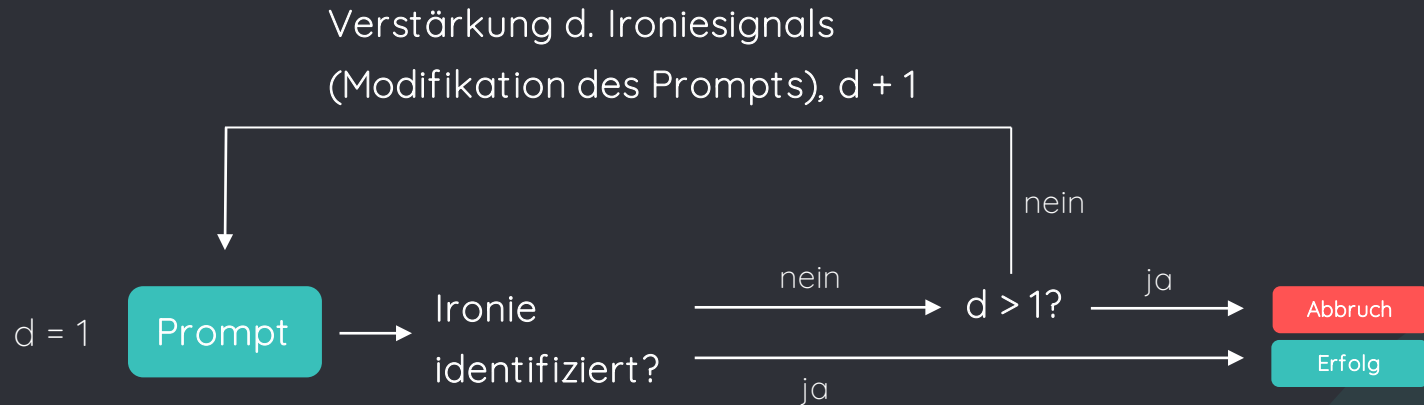 Verstärkung d. Ironiesignals
(Modifikation des Prompts), d + 1
nein
d = 1
Prompt
Ironie
identifiziert?
nein
ja
d > 1?
ja
Abbruch
Erfolg